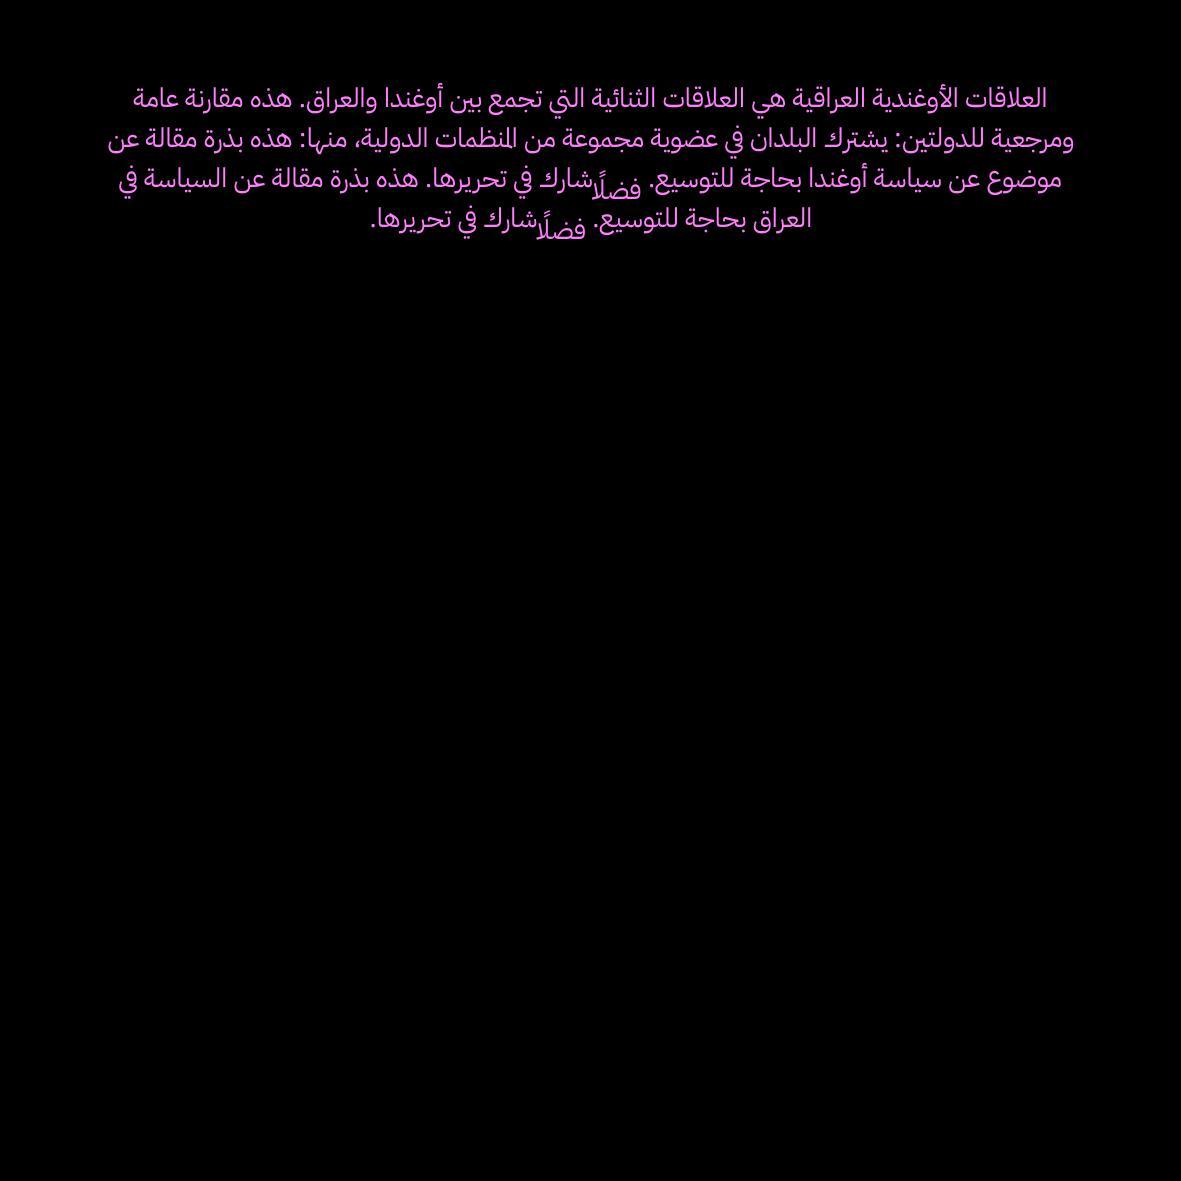 العلاقات الأوغندية العراقية هي العلاقات الثنائية التي تجمع بين أوغندا والعراق. هذه مقارنة عامة
ومرجعية للدولتين: يشترك البلدان في عضوية مجموعة من المنظمات الدولية، منها: هذه بذرة مقالة عن
موضوع عن سياسة أوغندا بحاجة للتوسيع. فضلًا شارك في تحريرها. هذه بذرة مقالة عن السياسة في
العراق بحاجة للتوسيع. فضلًا شارك في تحريرها.